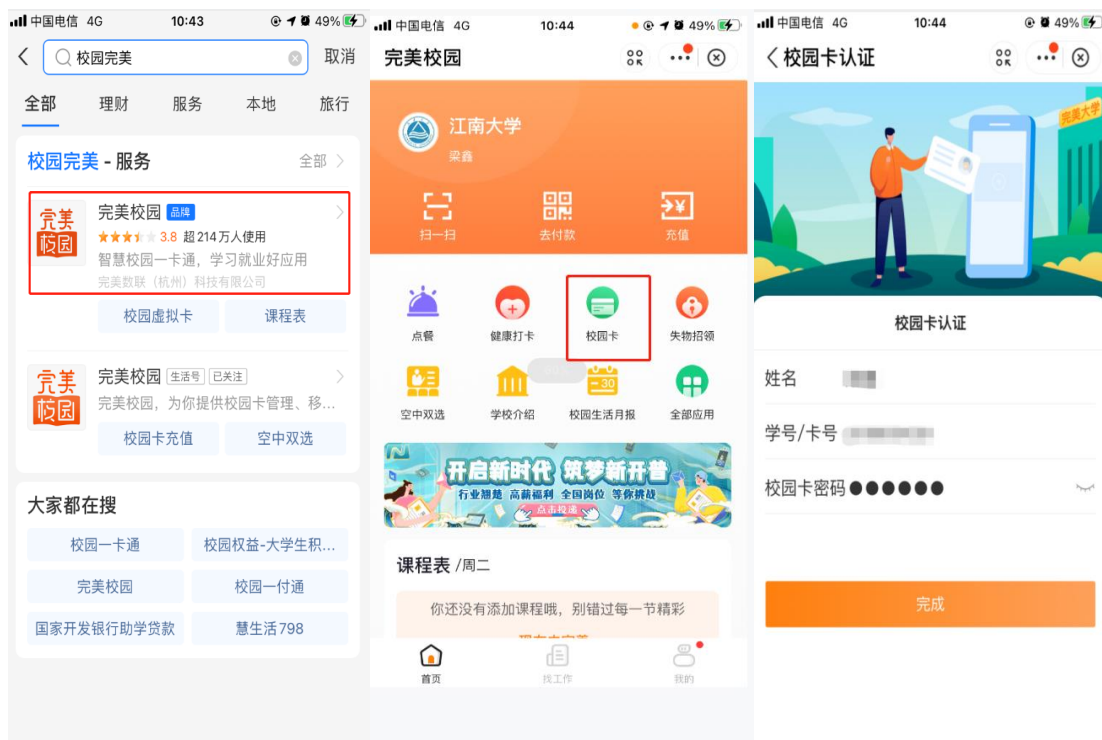 中国电信 4G 10:43 49%
校园完美 取消
全部 理财 服务 本地 旅行
校园完美 - 服务 全部
完美校园
完美校园 品牌
3.8 超214万人使用
智慧校园一卡通，学习就业好应用
完美数联（杭州）科技有限公司
校园虚拟卡 课程表
完美校园
完美校园 生活号 已关注
完美校园，为你提供校园卡管理、移...
校园卡充值 空中双选
大家都在搜
校园一卡通 校园权益-大学生积...
完美校园 校园一付通
国家开发银行助学贷款 慧生活798
中国电信 4G 10:44 49%
完美校园
江南大学
梁鑫
扫一扫 去付款 充值
点餐 健康打卡 校园卡 失物招领
30
空中双选 学校介绍 校园生活月报 全部应用
开启新时代 筑梦新开普
行业翘楚 高薪福利 全国岗位 等你挑战
点击投递
课程表 /周二
你还没有添加课程哦，别错过每一节精彩
首页 找工作 我的
中国电信 4G 10:44 49%
校园卡认证
完美大学
校园卡认证
姓名
学号/卡号
校园卡密码●●●●●●
完成